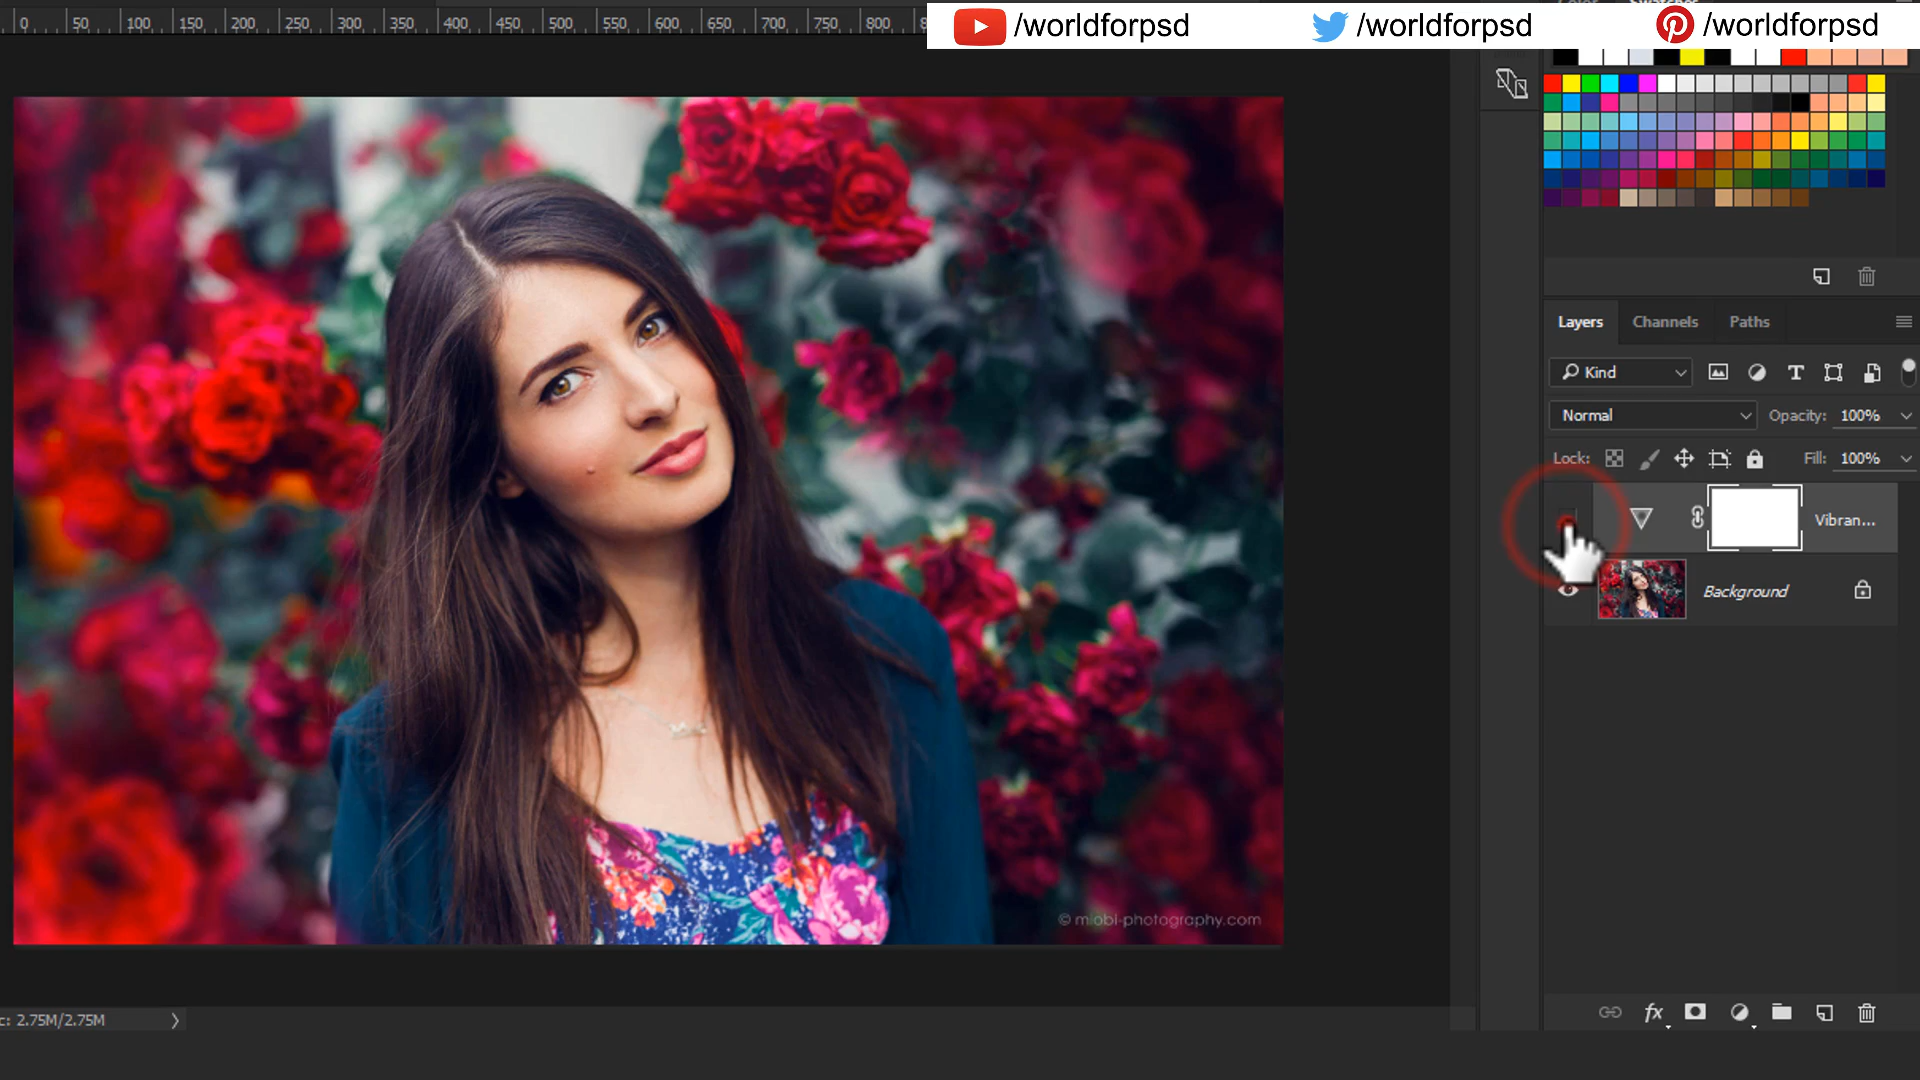 0 50 100 150 200 250 300 350 400 450 500 550 600 650 700 750 800
/worldforpsd /worldforpsd /worldforpsd
Layers Channels Paths
Kind
Normal Opacity: 100%
Lock: Fill: 100%
Vibran...
Background
© miobi-photography.com
c: 2.75M/2.75M
fx